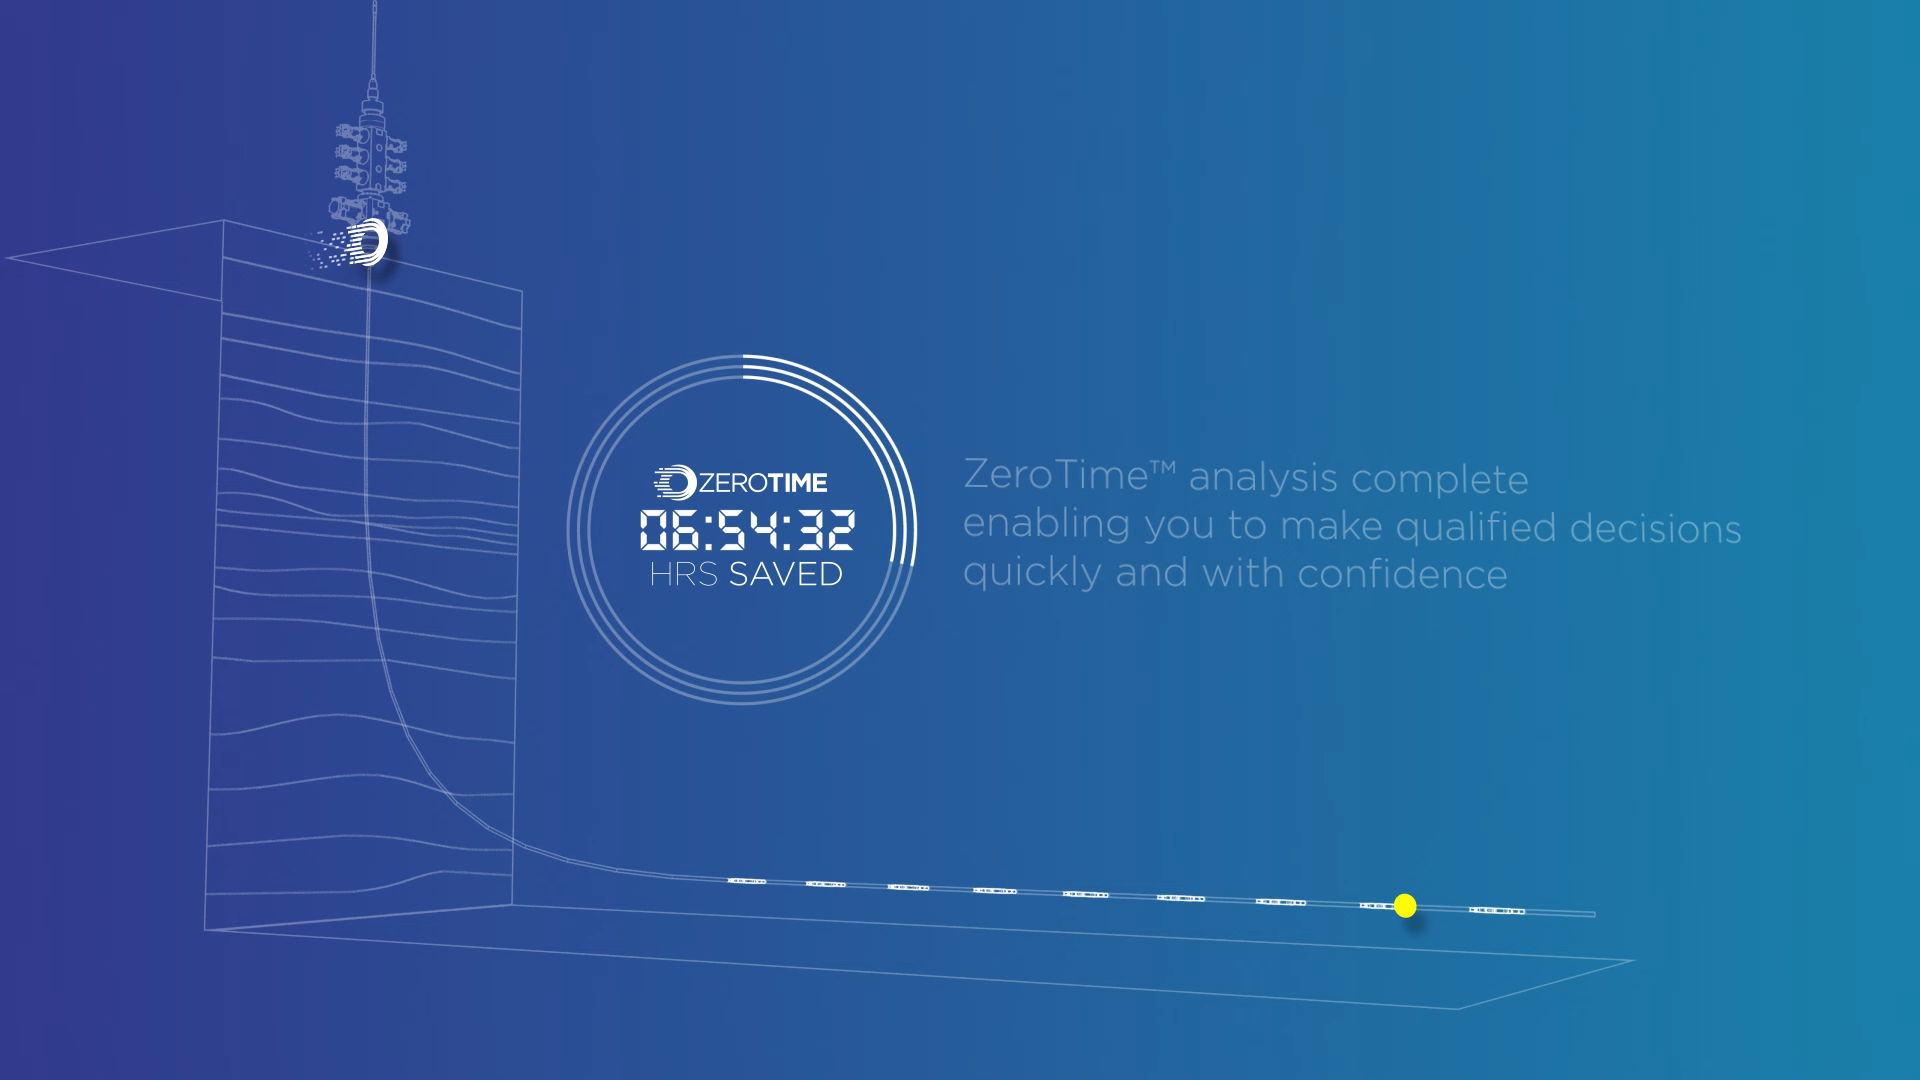 ZEROTIME
06:54:32
HRS SAVED
ZeroTime™ analysis complete
enabling you to make qualified decisions
quickly and with confidence